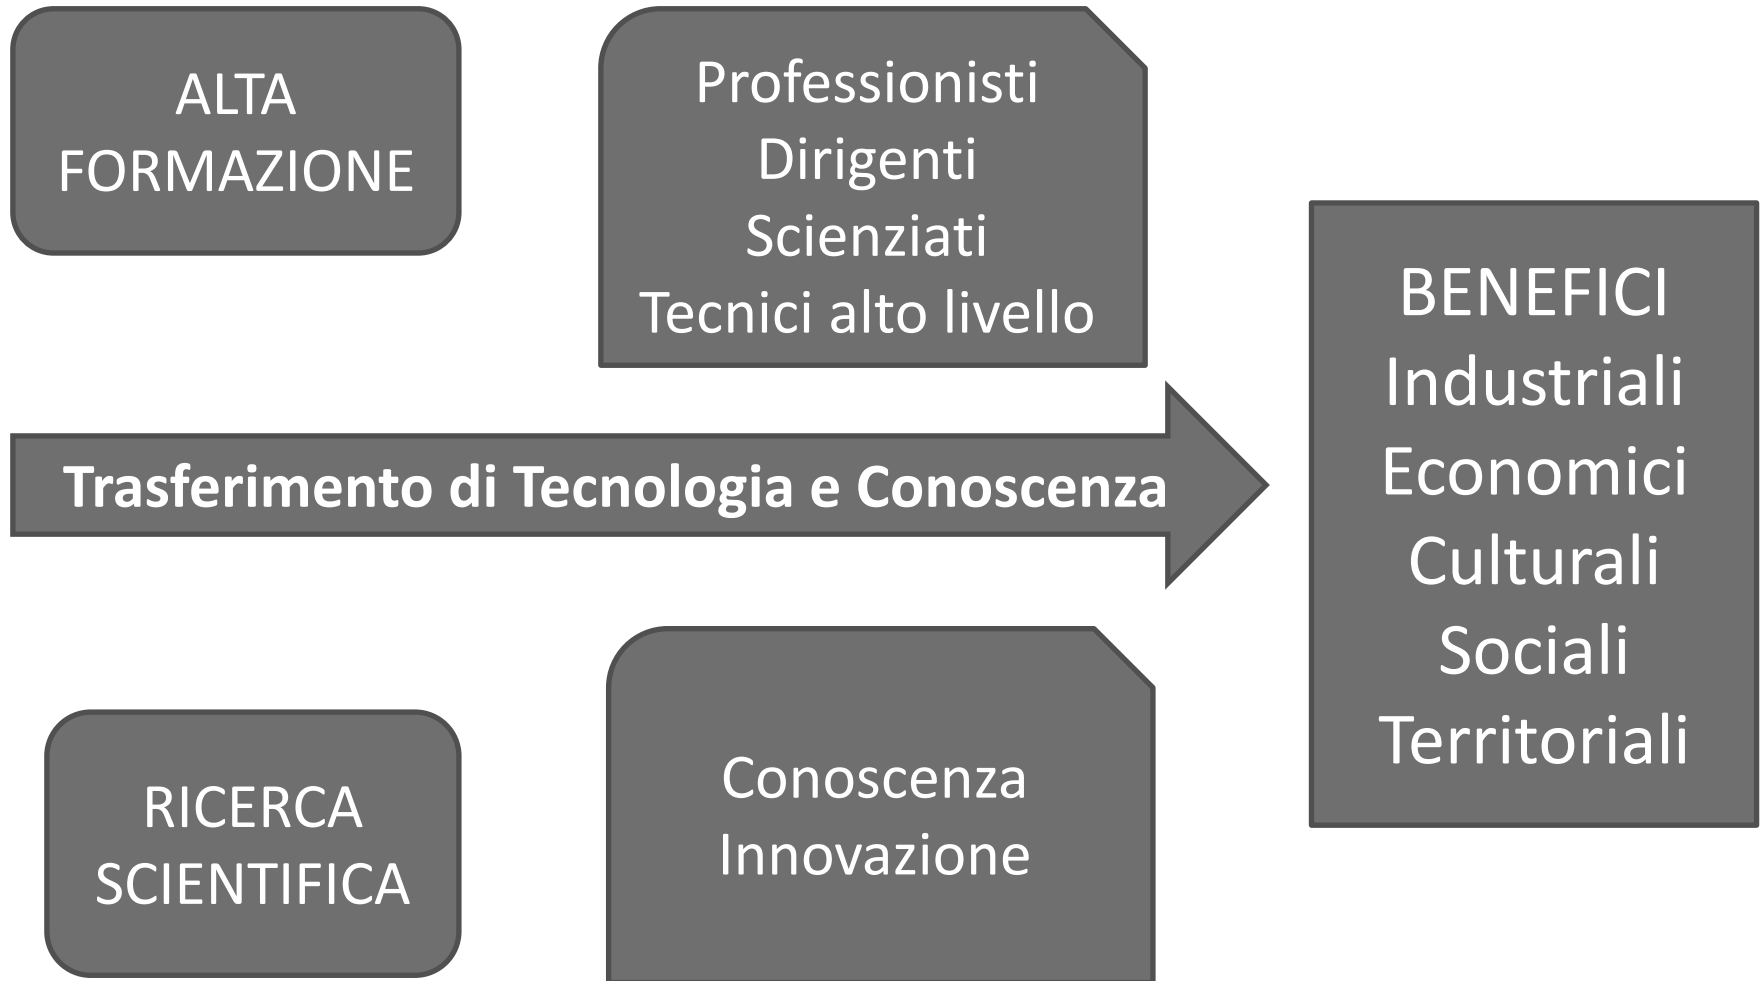 ALTA
FORMAZIONE
Professionisti
Dirigenti
Scienziati
Tecnici alto livello
Trasferimento di Tecnologia e Conoscenza
RICERCA
SCIENTIFICA
Conoscenza
Innovazione
BENEFICI
Industriali
Economici
Culturali
Sociali
Territoriali